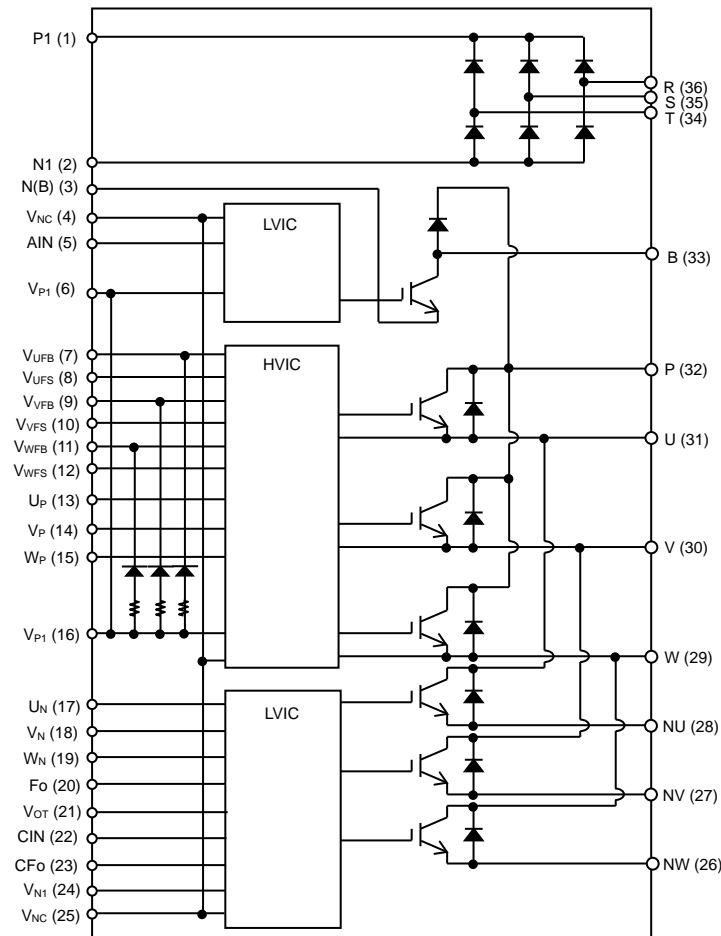 P1 (1)
N1 (2)
N(B) (3)
VNC (4)
AIN (5)
VP1 (6)
VUFB (7)
VUFS (8)
VVFB (9)
VVFS (10)
VWFB (11)
VWFS (12)
UP (13)
VP (14)
WP (15)
VP1 (16)
UN (17)
VN (18)
WN (19)
Fo (20)
VOT (21)
CIN (22)
CFo (23)
VN1 (24)
VNC (25)
LVIC
HVIC
LVIC
R (36)
S (35)
T (34)
B (33)
P (32)
U (31)
V (30)
W (29)
NU (28)
NV (27)
NW (26)